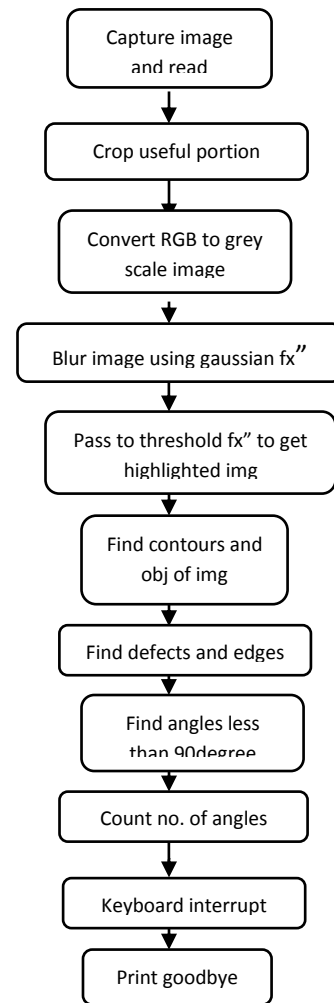 Capture image
and read
Crop useful portion
Convert RGB to grey
scale image
Blur image using gaussian fx”
Pass to threshold fx” to get
highlighted img
Find contours and
obj of img
Find defects and edges
Find angles less
than 90degree
Count no. of angles
Keyboard interrupt
Print goodbye